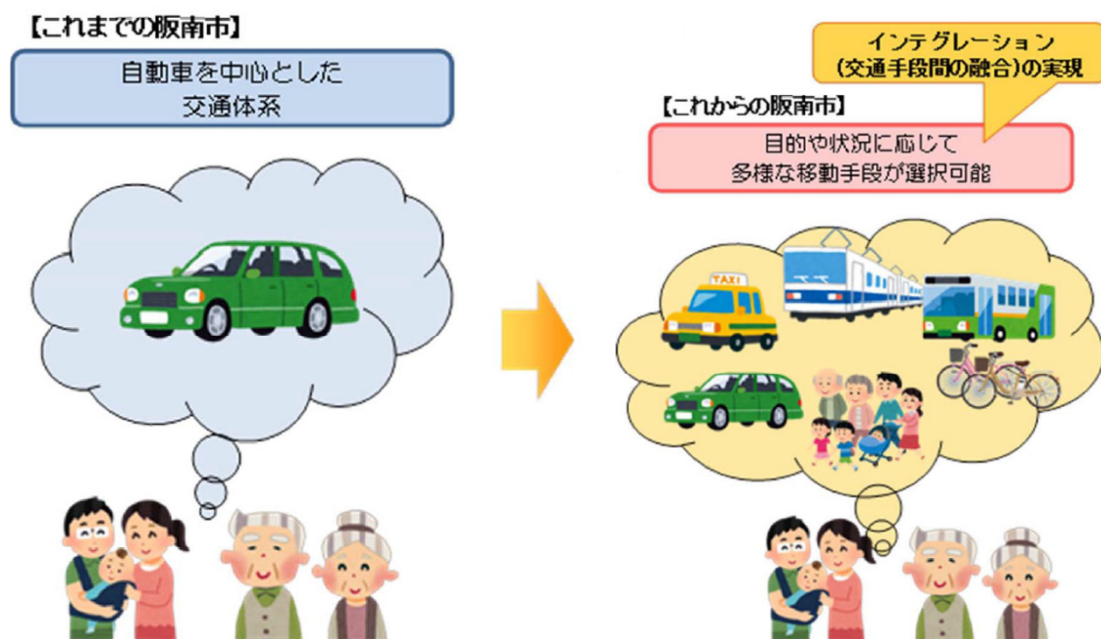 【これまでの阪南市】
自動車を中心とした
交通体系
インテグレーション
(交通手段間の融合)の実現
【これからの阪南市】
目的や状況に応じて
多様な移動手段が選択可能
TAXI